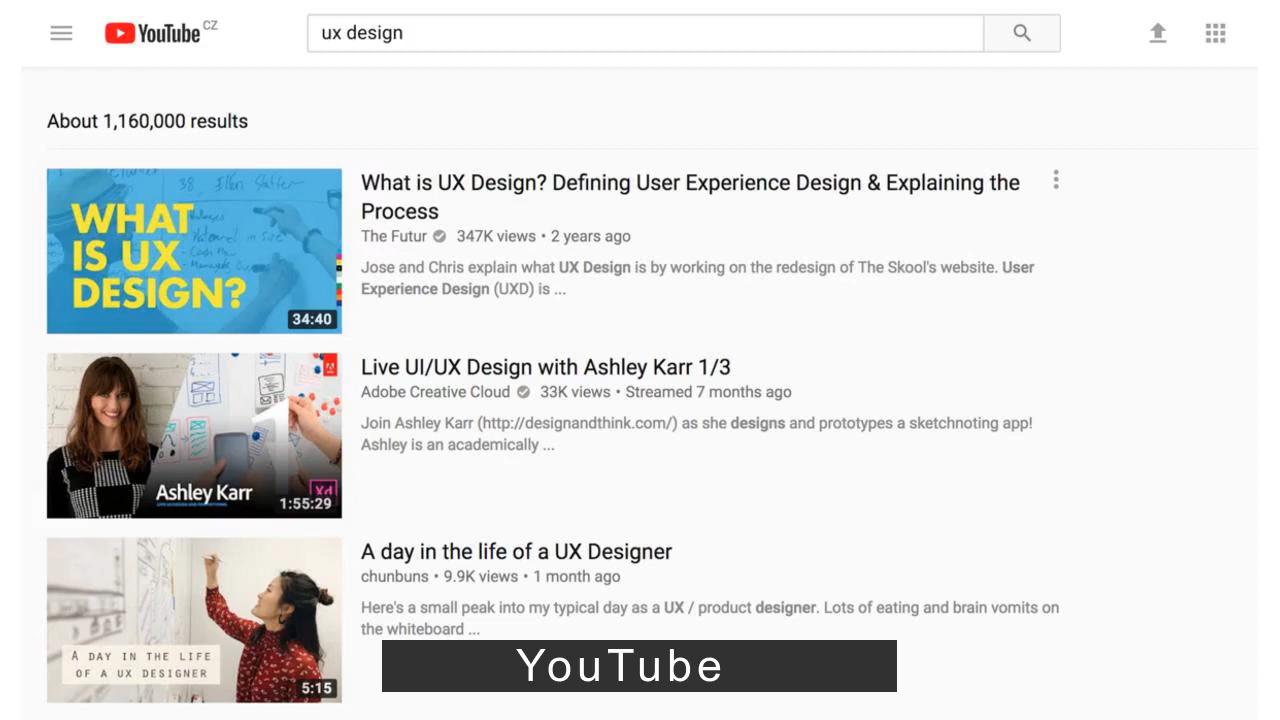 YouTube CZ
ux design
About 1,160,000 results
WHAT
IS UX
DESIGN?
34:40
What is UX Design? Defining User Experience Design & Explaining the
Process
The Futur 347K views • 2 years ago
Jose and Chris explain what UX Design is by working on the redesign of The Skool's website. User
Experience Design (UXD) is ...
Ashley Karr
Xd
1:55:29
Live UI/UX Design with Ashley Karr 1/3
Adobe Creative Cloud 33K views • Streamed 7 months ago
Join Ashley Karr (http://designandthink.com/) as she designs and prototypes a sketchnoting app!
Ashley is an academically ...
A DAY IN THE LIFE
OF A UX DESIGNER
5:15
A day in the life of a UX Designer
chunbuns • 9.9K views • 1 month ago
Here's a small peak into my typical day as a UX / product designer. Lots of eating and brain vomits on
the whiteboard ...
YouTube